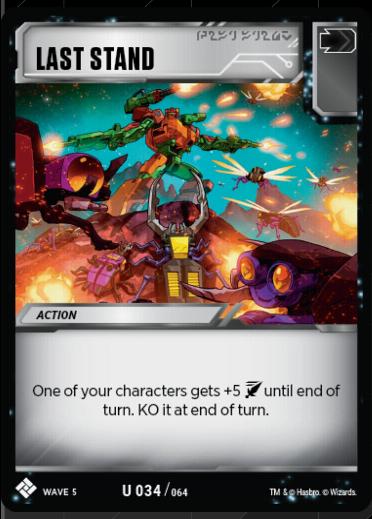 LAST STAND
ACTION
One of your characters gets +5 until end of
turn. KO it at end of turn.
WAVE 5 U 034/064 TM & © Hasbro. © Wizards.